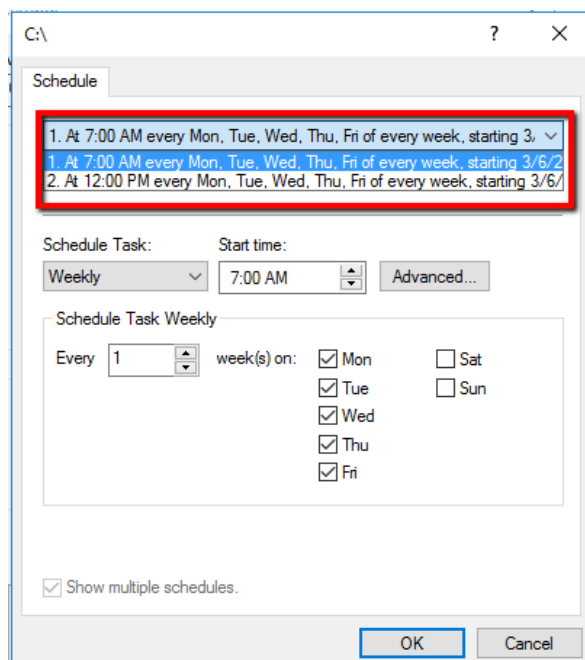 C:\ ?
Schedule
1. At 7:00 AM every Mon, Tue, Wed, Thu, Fri of every week, starting 3/
1. At 7:00 AM every Mon, Tue, Wed, Thu, Fri of every week, starting 3/6/2
2. At 12:00 PM every Mon, Tue, Wed, Thu, Fri of every week, starting 3/6/
Schedule Task: Start time:
Weekly 7:00 AM Advanced...
Schedule Task Weekly
Every 1 week(s) on: Mon Sat
Tue Sun
Wed
Thu
Fri
Show multiple schedules.
OK Cancel